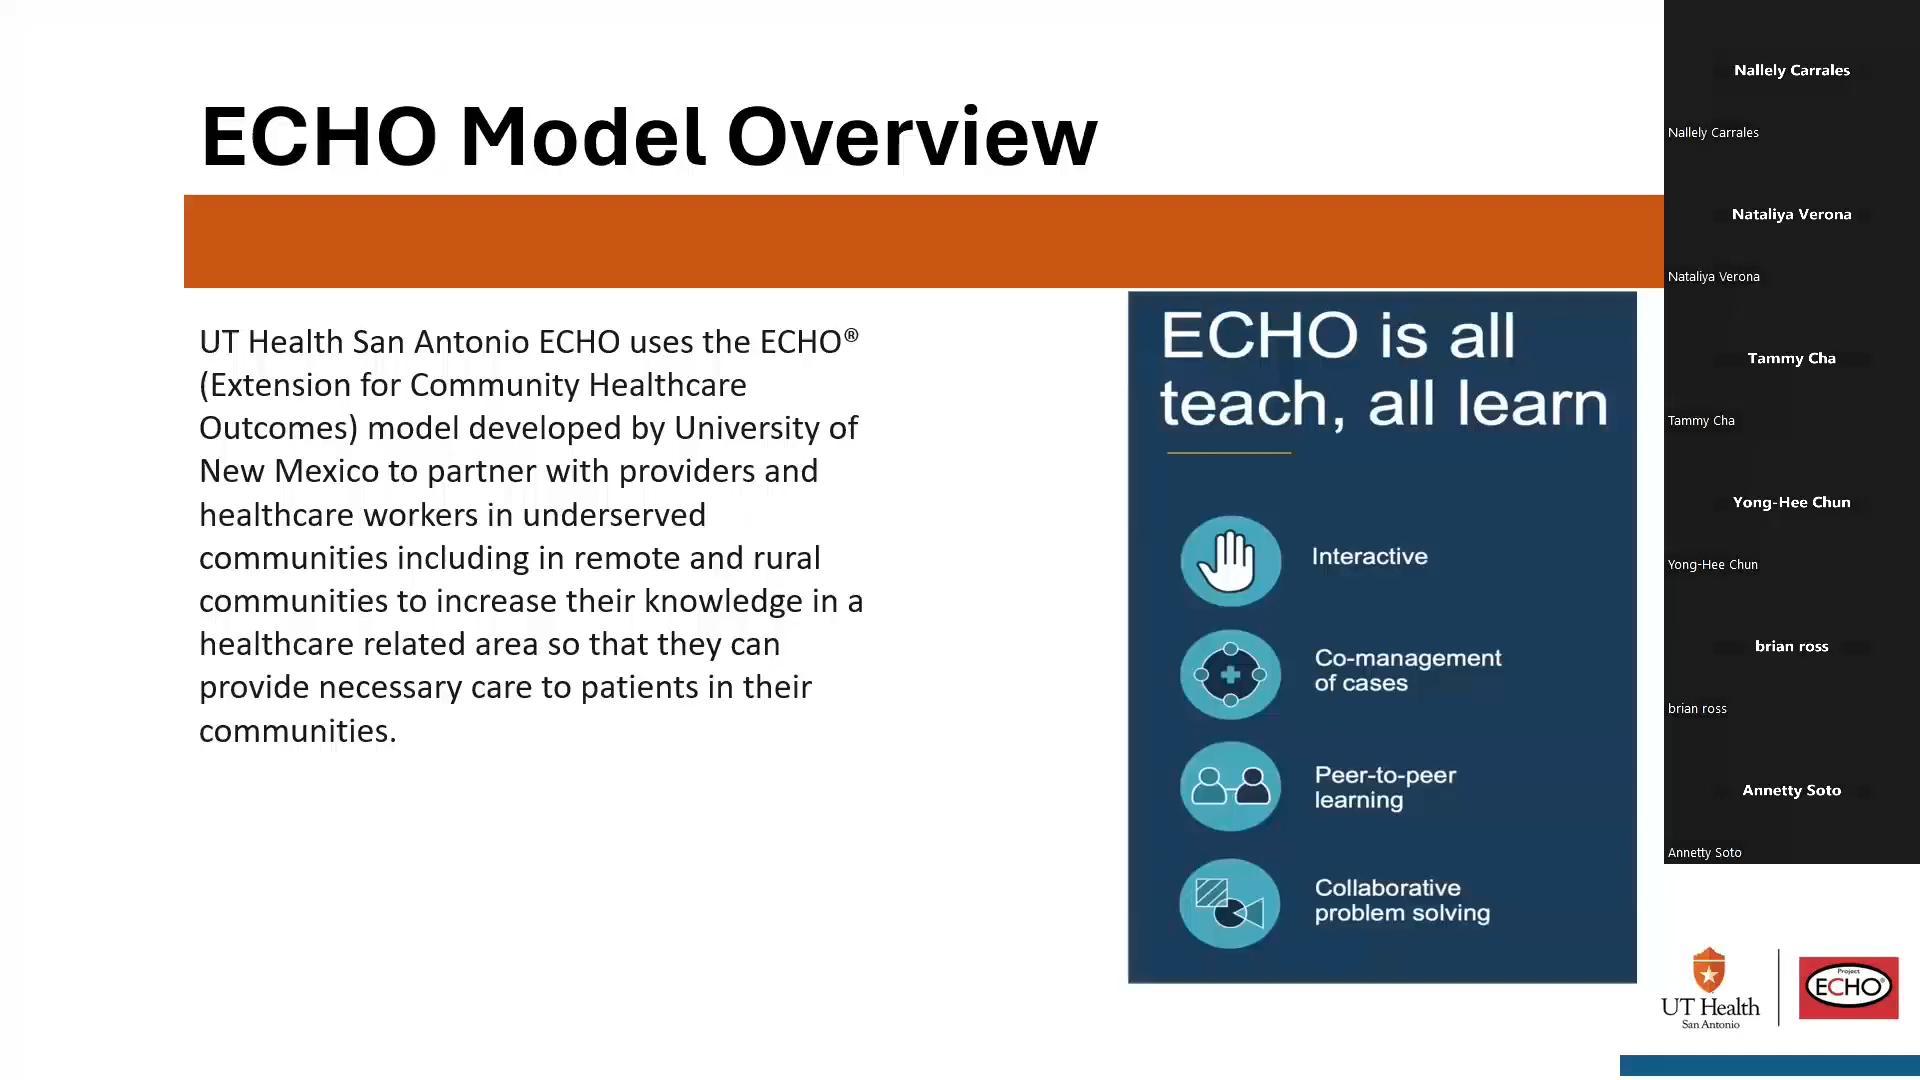 ECHO Model Overview
UT Health San Antonio ECHO uses the ECHO®
(Extension for Community Healthcare
Outcomes) model developed by University of
New Mexico to partner with providers and
healthcare workers in underserved
communities including in remote and rural
communities to increase their knowledge in a
healthcare related area so that they can
provide necessary care to patients in their
communities.
ECHO is all
teach, all learn
Interactive
Co-management
of cases
Peer-to-peer
learning
Collaborative
problem solving
Nallely Carrales
Nallely Carrales
Nataliya Verona
Nataliya Verona
Tammy Cha
Tammy Cha
Yong-Hee Chun
Yong-Hee Chun
brian ross
brian ross
Annetty Soto
Annetty Soto
UT Health
San Antonio
Project
ECHO®